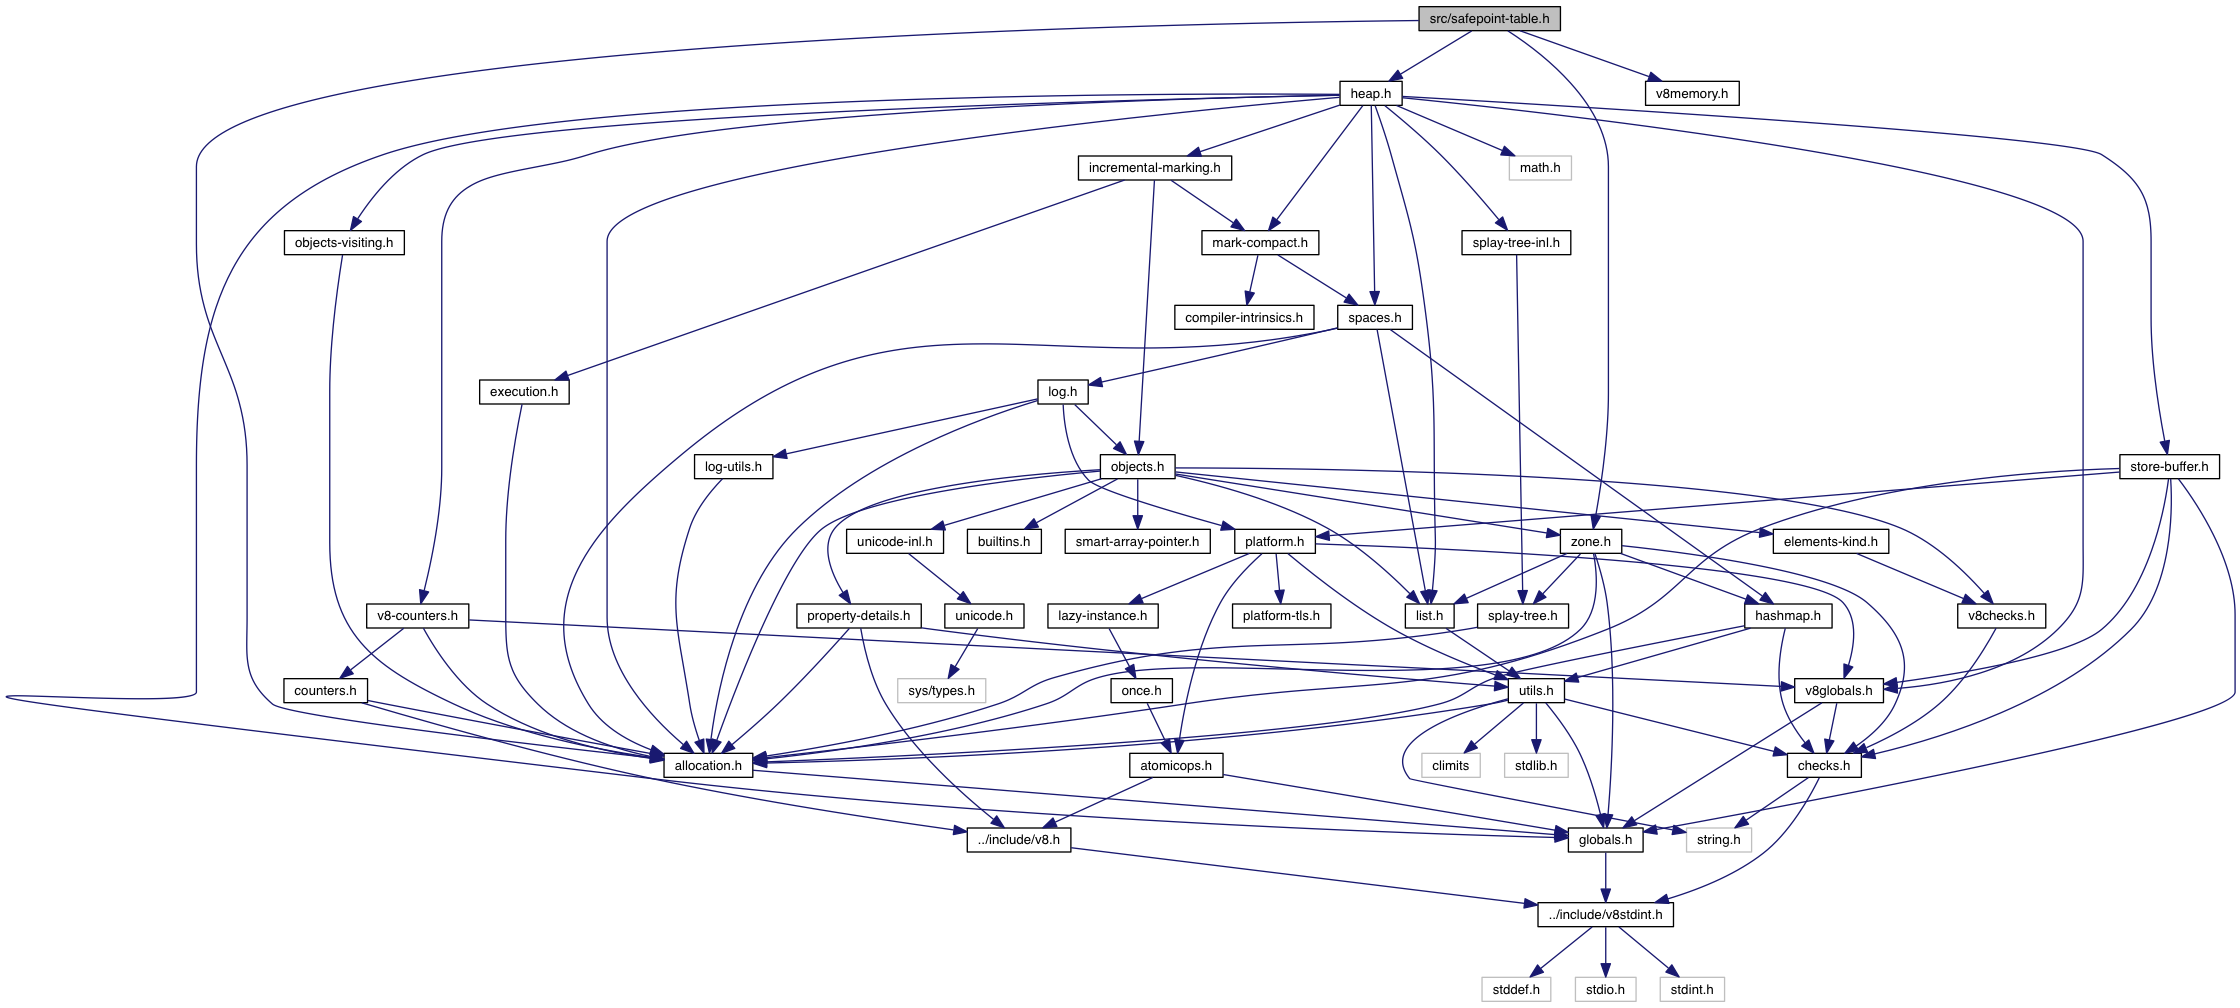 src/safepoint-table.h
heap.h
v8memory.h
incremental-marking.h
math.h
objects-visiting.h
mark-compact.h
splay-tree-inl.h
compiler-intrinsics.h
spaces.h
execution.h
log.h
log-utils.h
objects.h
store-buffer.h
unicode-inl.h
builtins.h
smart-array-pointer.h
platform.h
zone.h
elements-kind.h
v8-counters.h
property-details.h
unicode.h
lazy-instance.h
platform-tls.h
list.h
splay-tree.h
hashmap.h
v8checks.h
counters.h
sys/types.h
once.h
utils.h
v8globals.h
allocation.h
atomicops.h
climits
stdlib.h
checks.h
../include/v8.h
globals.h
string.h
../include/v8stdint.h
stddef.h
stdio.h
stdint.h